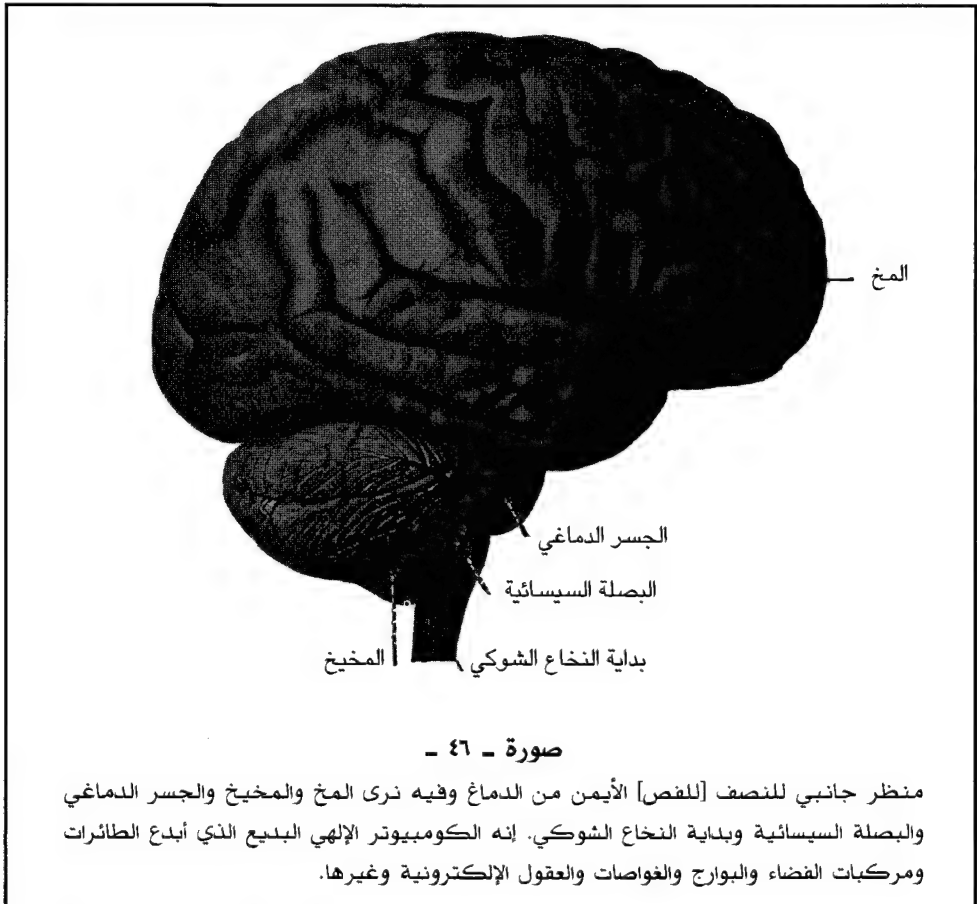 المخ
الجسر الدماغي
البصلة السيسائية
بداية النخاع الشوكي
المخيخ
صورة ـ ٤٦ ـ
منظر جانبي للنصف [للفص] الأيمن من الدماغ وفيه نرى المخ والمخيخ والجسر الدماغي
والبصلة السيسائية وبداية النخاع الشوكي. إنه الكومبيوتر الإلهي البديع الذي أبدع الطائرات
ومركبات الفضاء والبوارج والغواصات والعقول الإلكترونية وغيرها.